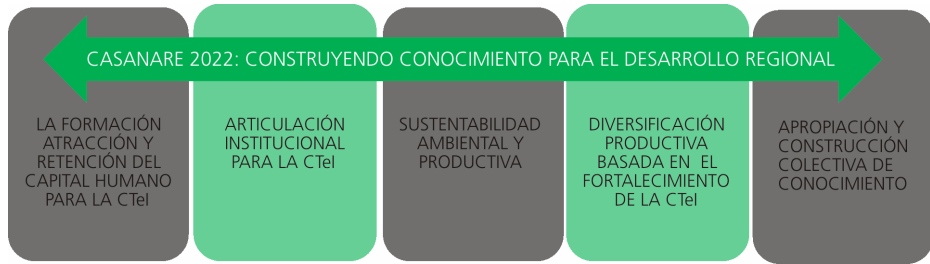 CASANARE 2022: CONSTRUYENDO CONOCIMIENTO PARA EL DESARROLLO REGIONAL
LA FORMACIÓN
ATRACCIÓN Y
RETENCIÓN DEL
CAPITAL HUMANO
PARA LA CTeI
ARTICULACIÓN
INSTITUCIONAL
PARA LA CTeI
SUSTENTABILIDAD
AMBIENTAL Y
PRODUCTIVA
DIVERSIFICACIÓN
PRODUCTIVA
BASADA EN EL
FORTALECIMIENTO
DE LA CTeI
APROPIACIÓN Y
CONSTRUCCIÓN
COLECTIVA DE
CONOCIMIENTO